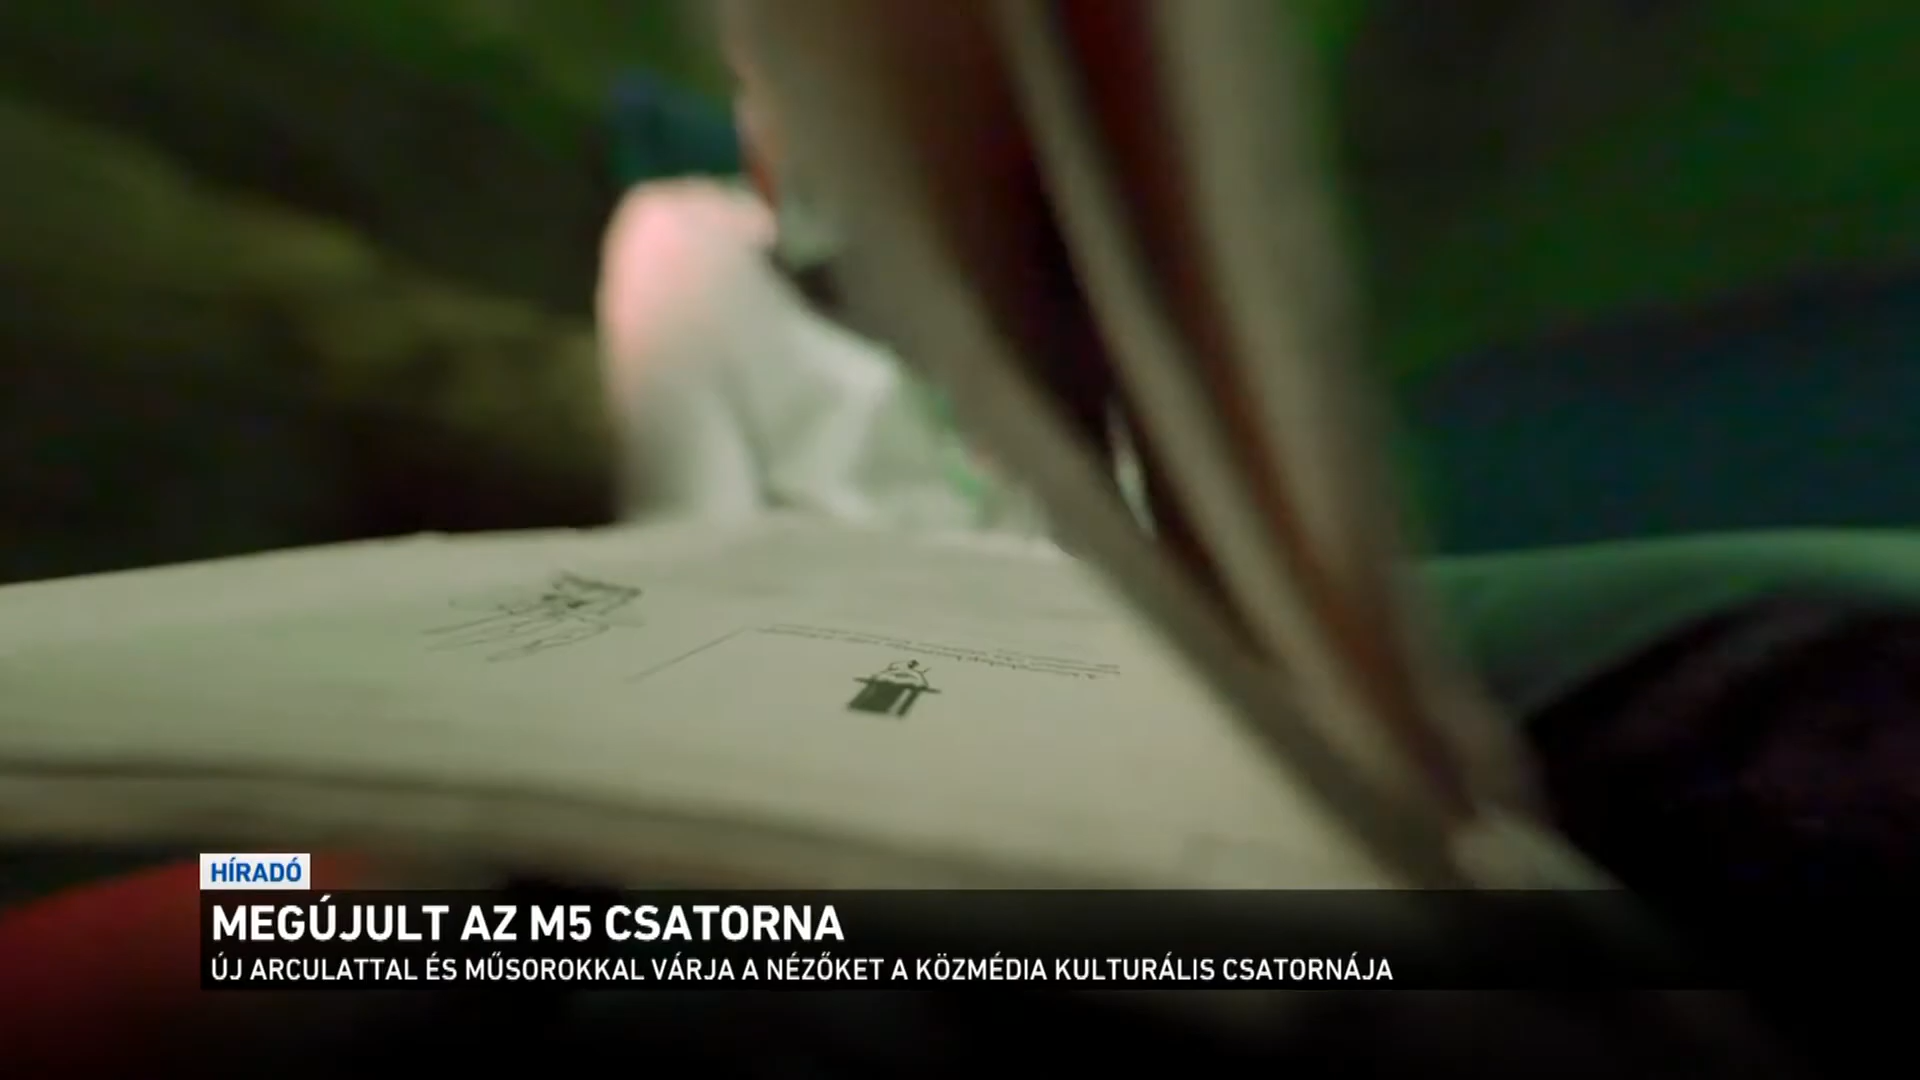 HÍRADÓ
MEGÚJULT AZ M5 CSATORNA
ÚJ ARCULATTAL ÉS MŰSOROKKAL VÁRJA A NÉZŐKET A KÖZMÉDIA KULTURÁLIS CSATORNÁJA